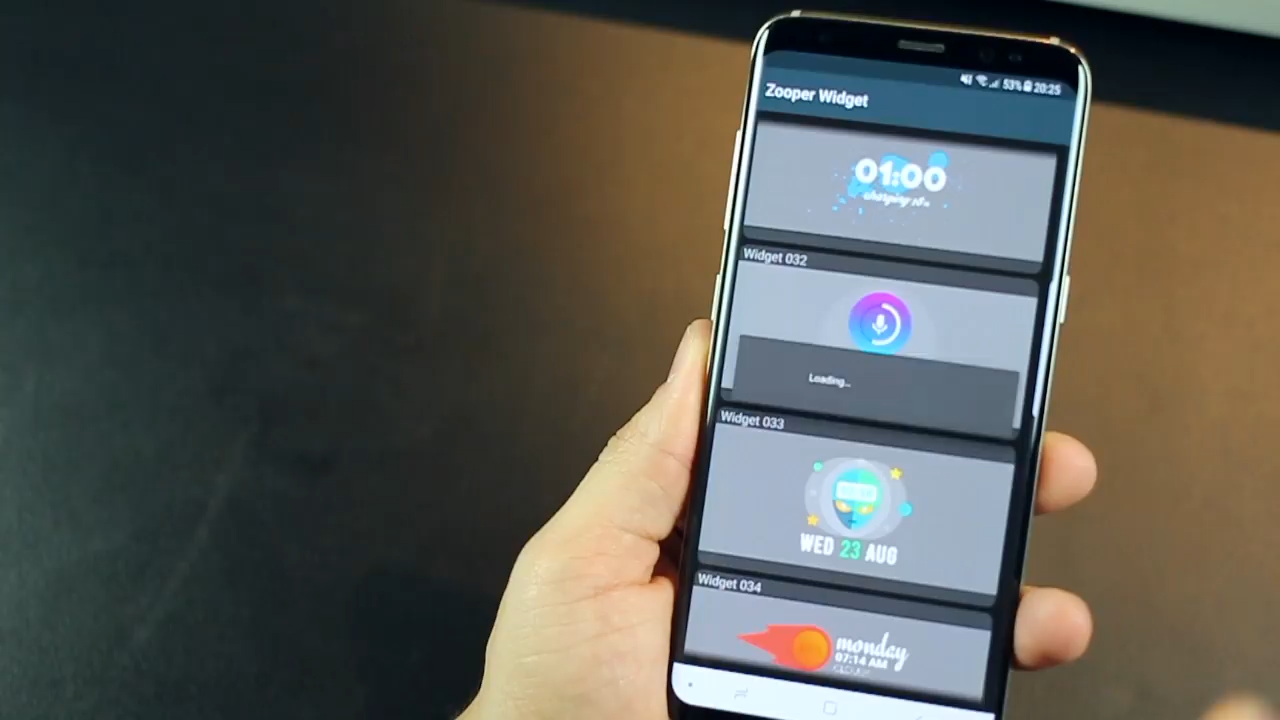 53% 20:25
Zooper Widget
01:00
Widget 032
Loading...
Widget 033
WED 23 AUG
Widget 034
monday
07:14 AM